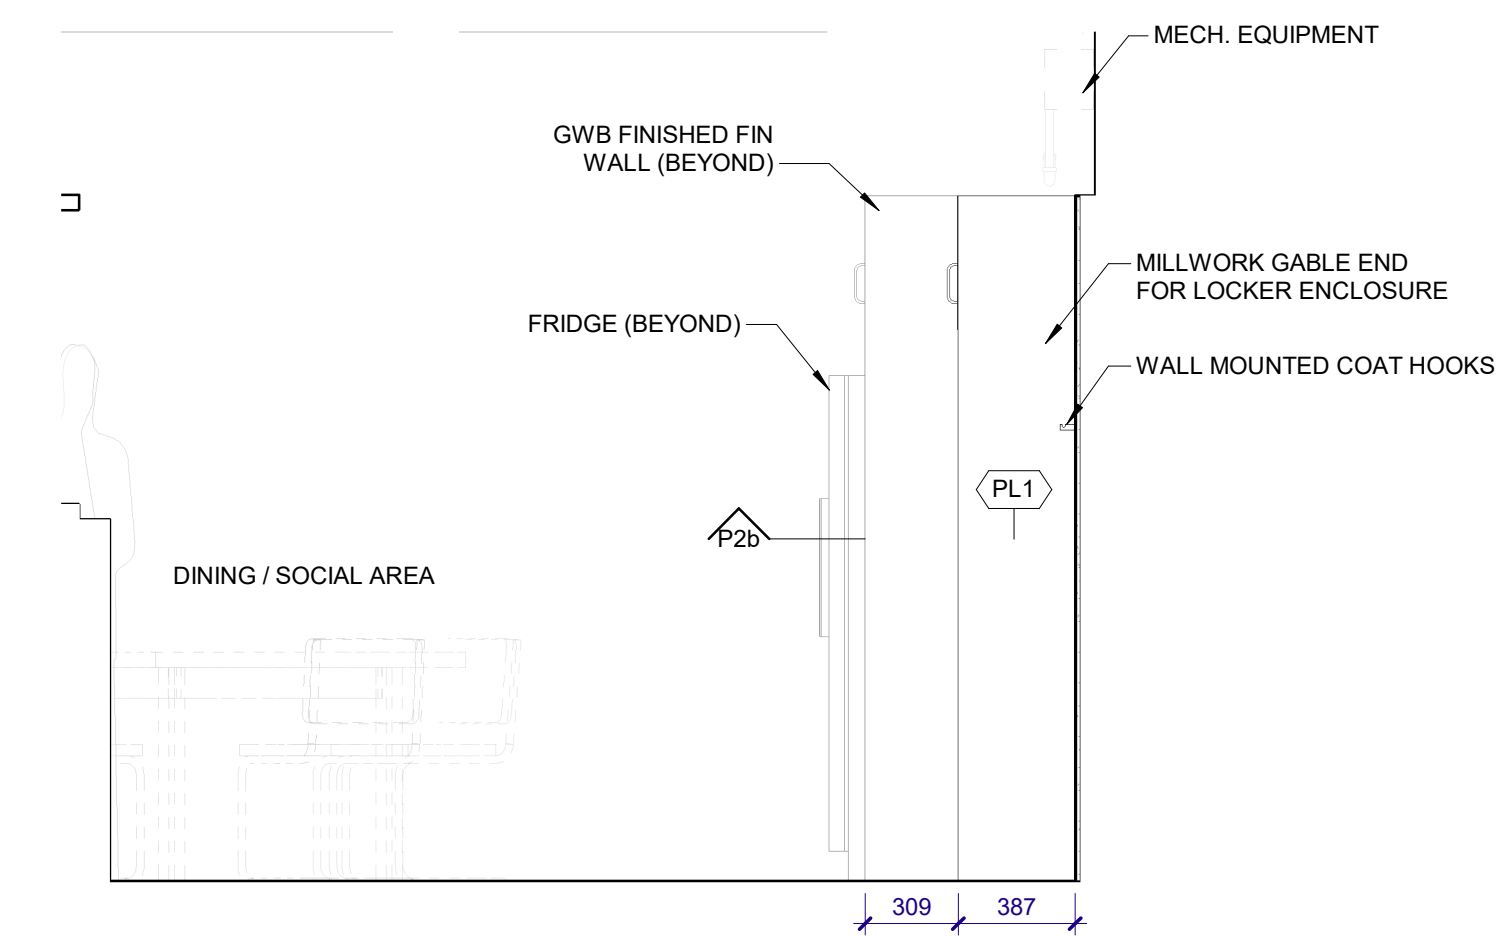 MECH. EQUIPMENT
GWB FINISHED FIN
WALL (BEYOND)
MILLWORK GABLE END
FOR LOCKER ENCLOSURE
FRIDGE (BEYOND)
WALL MOUNTED COAT HOOKS
PL1
P2b
DINING / SOCIAL AREA
309
387